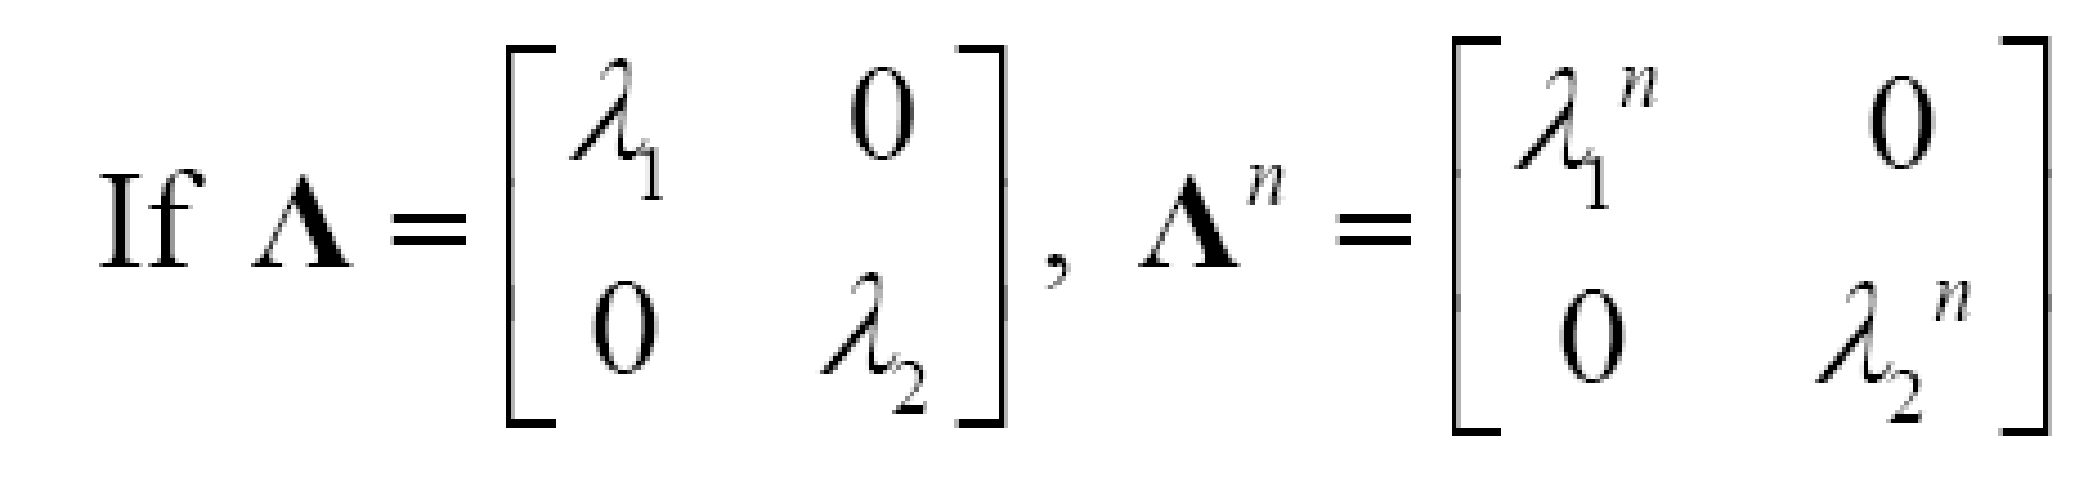 If Λ = [ λ₁ 0 ; 0 λ₂ ] , Λⁿ = [ λ₁ⁿ 0 ; 0 λ₂ⁿ ]